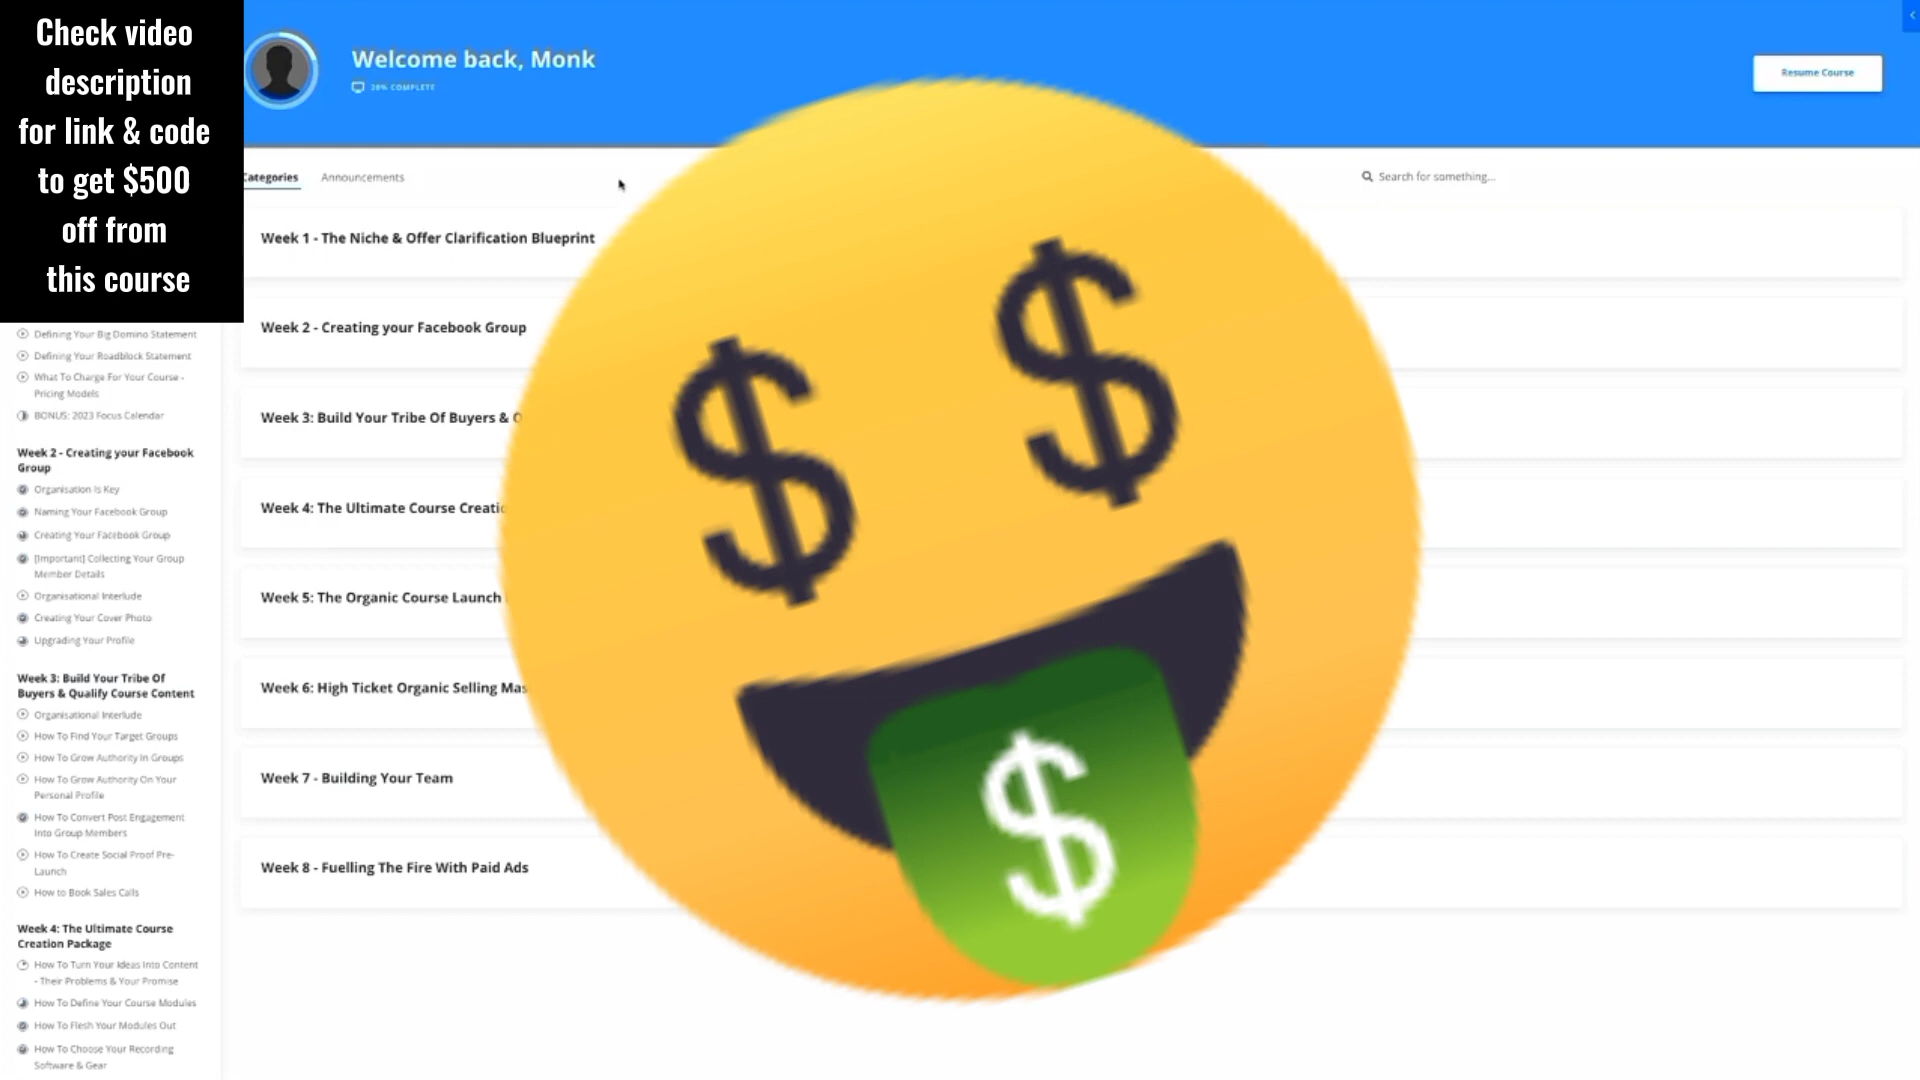 Check video
description
for link & code
to get $500
off from
this course
Welcome back, Monk
20% COMPLETE
Resume Course
Categories
Announcements
Search for something...
Week 1 - The Niche & Offer Clarification Blueprint
Week 2 - Creating your Facebook Group
Week 3: Build Your Tribe Of Buyers &
Week 4: The Ultimate Course Creatio
Week 5: The Organic Course Launch
Week 6: High Ticket Organic Selling Mas
Week 7 - Building Your Team
Week 8 - Fuelling The Fire With Paid Ads
Defining Your Big Domino Statement
Defining Your Roadblock Statement
What To Charge For Your Course -
Pricing Models
BONUS: 2023 Focus Calendar
Week 2 - Creating your Facebook
Group
Organisation Is Key
Naming Your Facebook Group
Creating Your Facebook Group
[Important] Collecting Your Group
Member Details
Organisational Interlude
Creating Your Cover Photo
Upgrading Your Profile
Week 3: Build Your Tribe Of
Buyers & Qualify Course Content
Organisational Interlude
How To Find Your Target Groups
How To Grow Authority In Groups
How To Grow Authority On Your
Personal Profile
How To Convert Post Engagement
Into Group Members
How To Create Social Proof Pre-
Launch
How to Book Sales Calls
Week 4: The Ultimate Course
Creation Package
How To Turn Your Ideas Into Content
- Their Problems & Your Promise
How To Define Your Course Modules
How To Flesh Your Modules Out
How To Choose Your Recording
Software & Gear
$
$
$